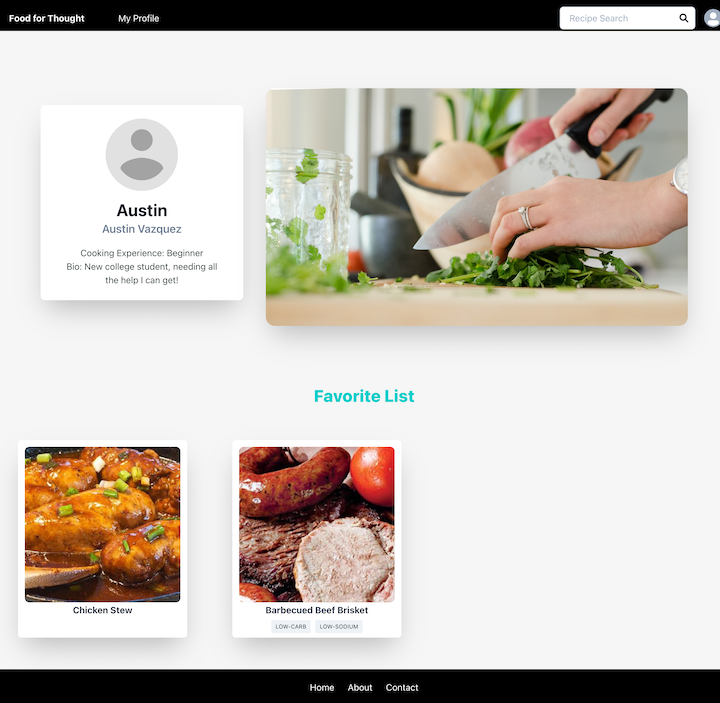 Food for Thought
My Profile
Recipe Search
Austin
Austin Vazquez
Cooking Experience: Beginner
Bio: New college student, needing all
the help I can get!
Favorite List
Chicken Stew
Barbecued Beef Brisket
LOW-CARB
LOW-SODIUM
Home
About
Contact